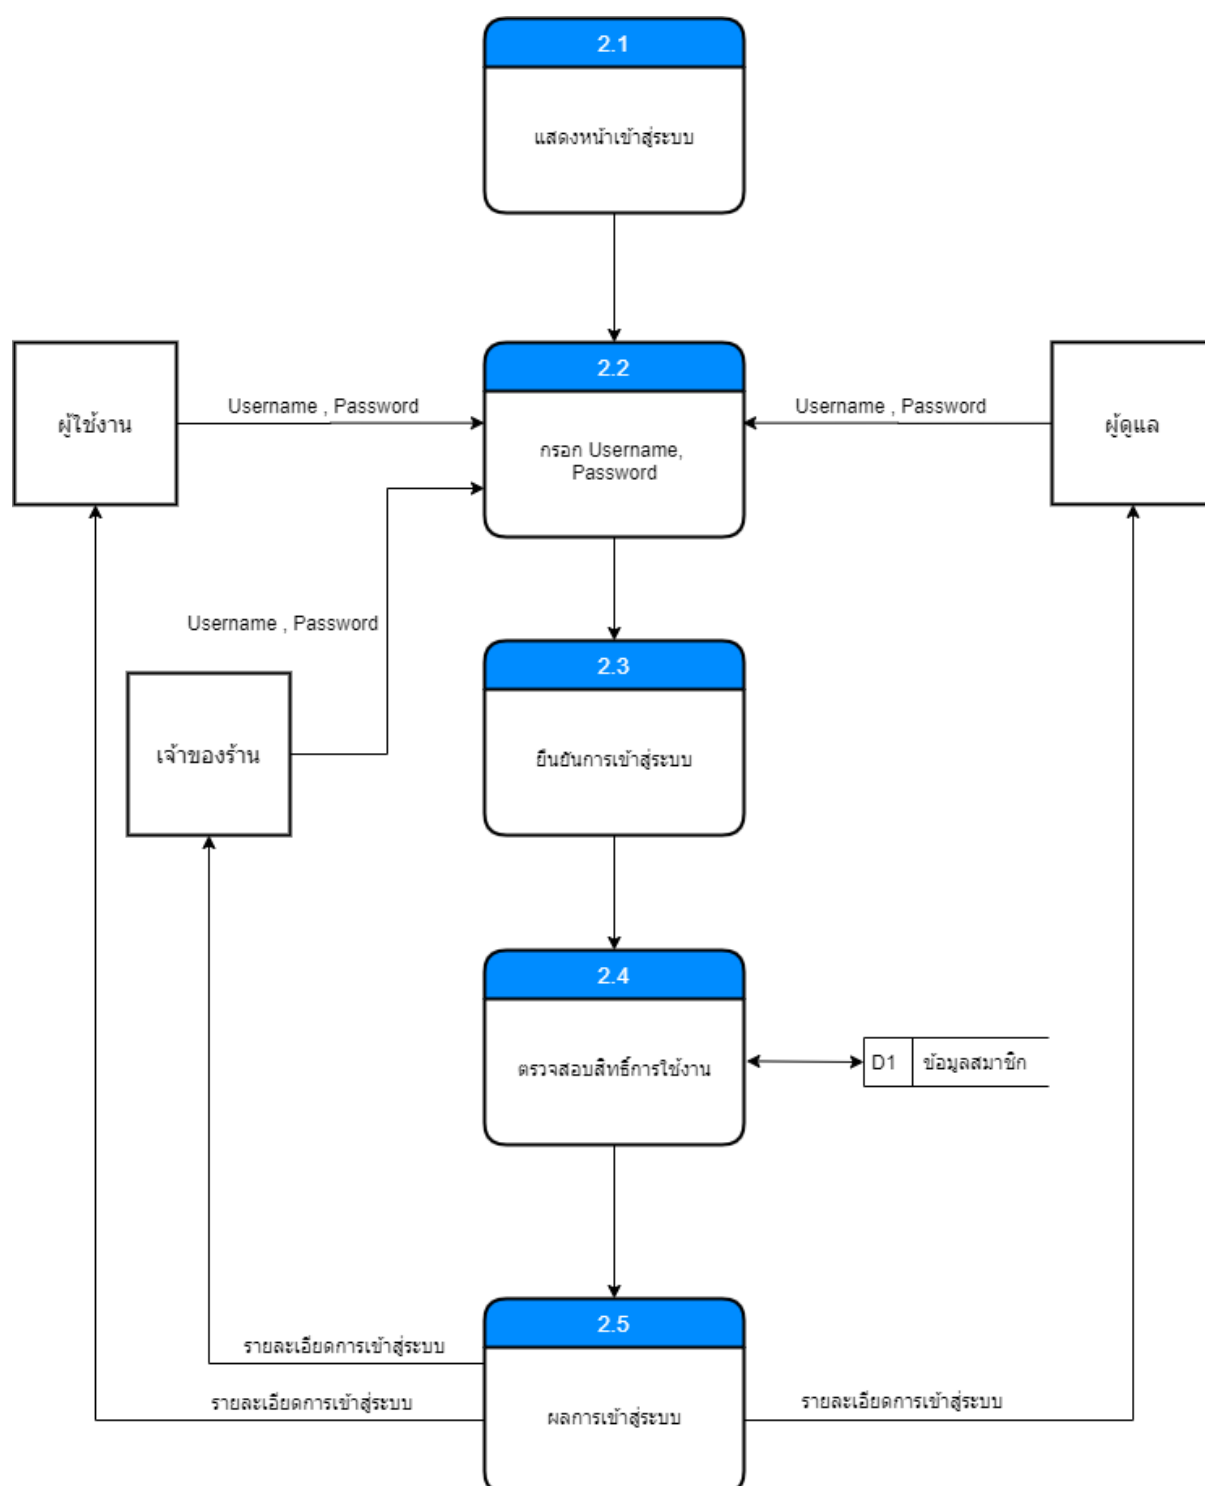 2.1
แสดงหน้าเข้าสู่ระบบ
2.2
ผู้ใช้งาน
Username , Password
กรอก Username,
Password
Username , Password
ผู้ดูแล
Username , Password
2.3
เจ้าของร้าน
ยืนยันการเข้าสู่ระบบ
2.4
ตรวจสอบสิทธิ์การใช้งาน
D1 ข้อมูลสมาชิก
2.5
รายละเอียดการเข้าสู่ระบบ
รายละเอียดการเข้าสู่ระบบ
ผลการเข้าสู่ระบบ
รายละเอียดการเข้าสู่ระบบ